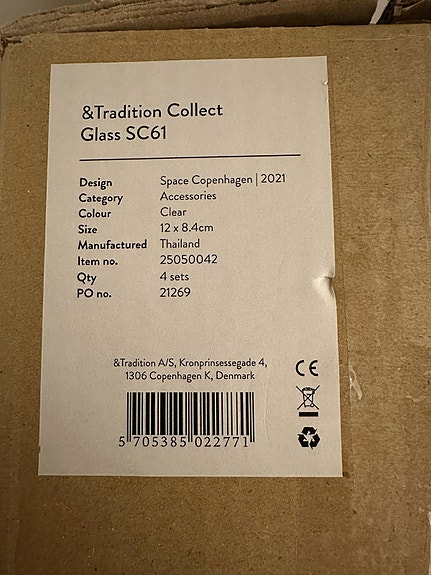 &Tradition Collect
Glass SC61
Design Space Copenhagen | 2021
Category Accessories
Colour Clear
Size 12 x 8.4cm
Manufactured Thailand
Item no. 25050042
Qty 4 sets
PO no. 21269
&Tradition A/S, Kronprinsessegade 4,
1306 Copenhagen K, Denmark
CE
5 705385 022771